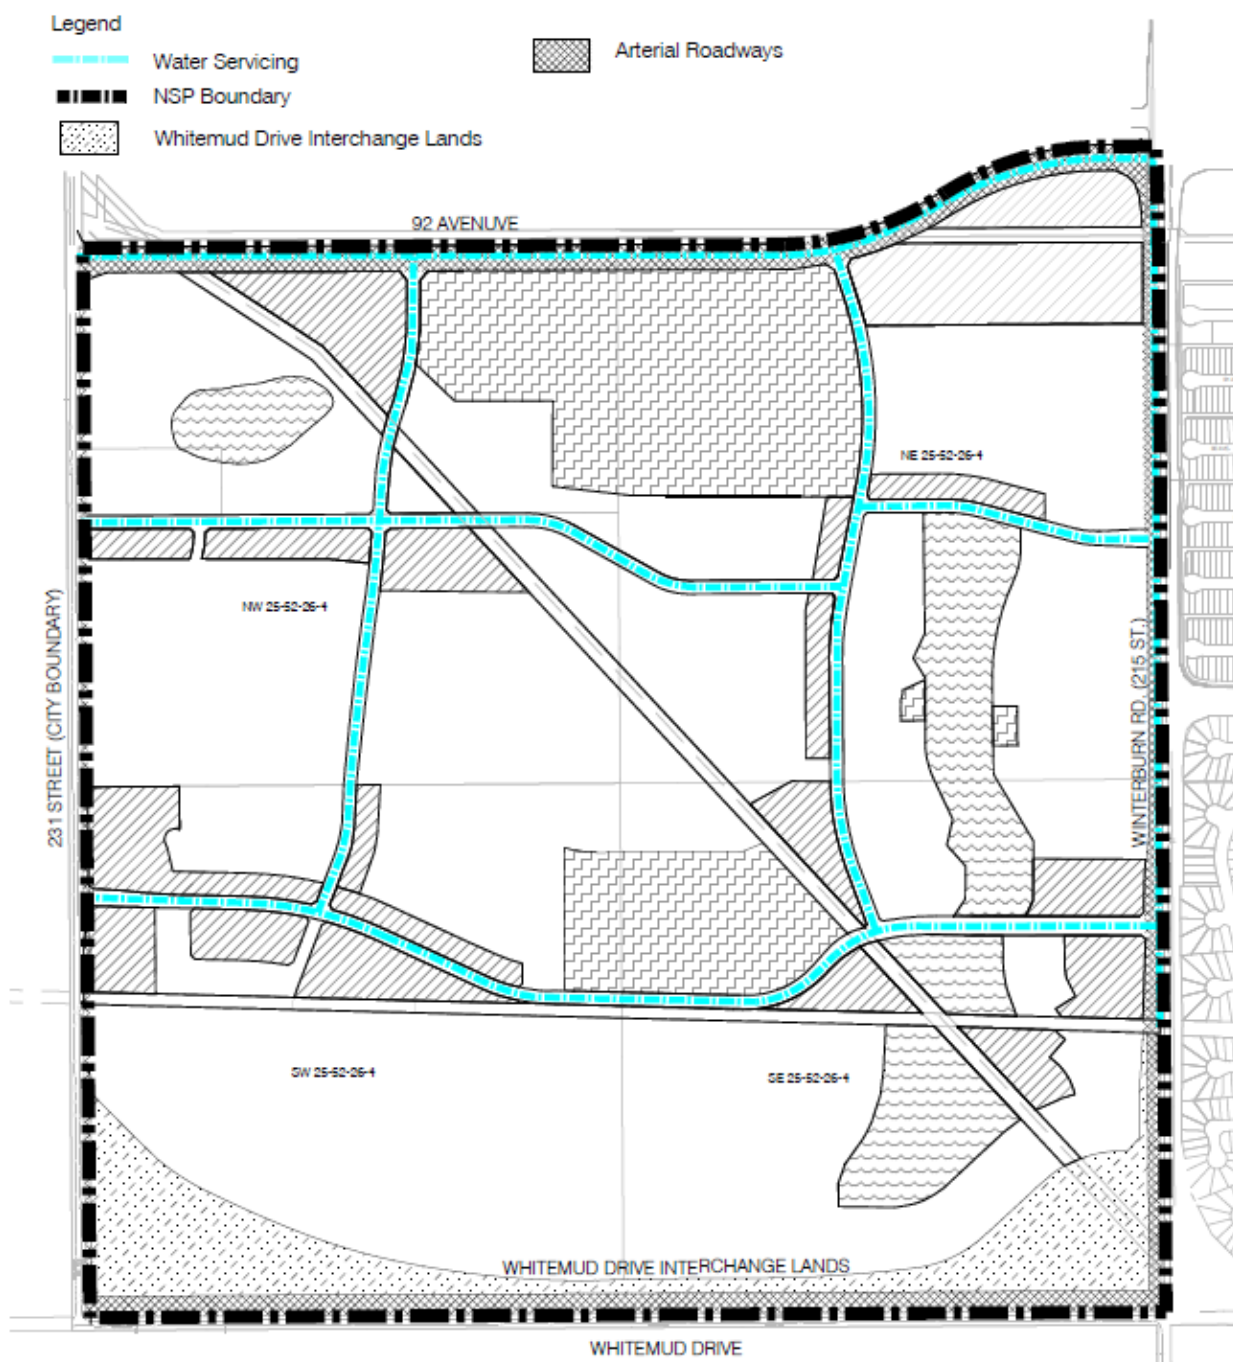 Legend
Water Servicing
Arterial Roadways
NSP Boundary
Whitemud Drive Interchange Lands
92 AVENUVE
NE 25-52-26-4
NW 25-52-26-4
231 STREET (CITY BOUNDARY)
WINTERBURN RD. (215 ST.)
SW 25-52-26-4
SE 25-52-26-4
WHITEMUD DRIVE INTERCHANGE LANDS
WHITEMUD DRIVE